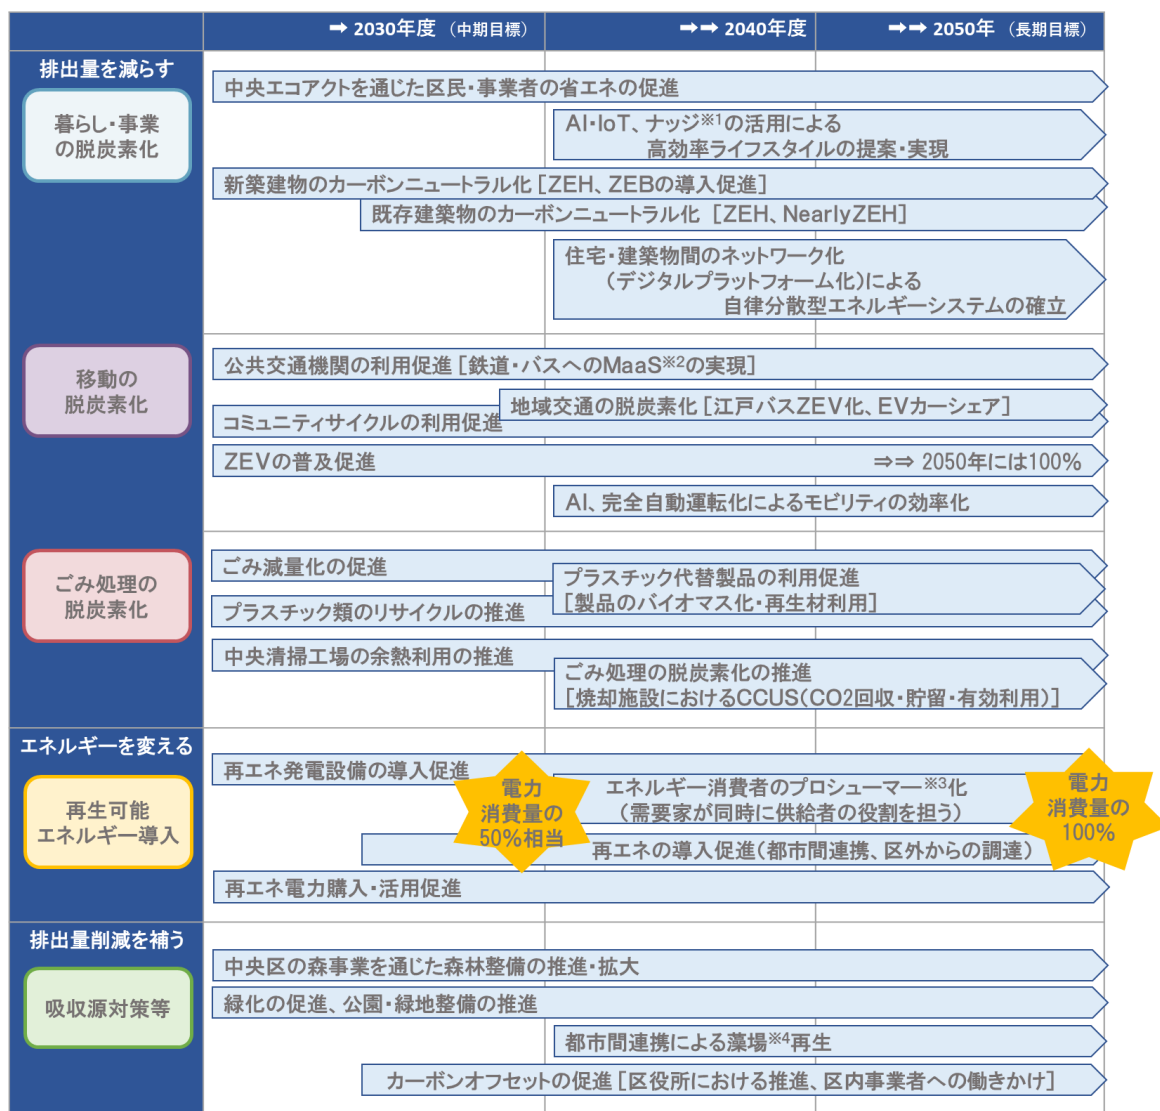 ➡ 2030年度 （中期目標）
➡➡ 2040年度
➡➡ 2050年 （長期目標）
排出量を減らす
暮らし・事業
の脱炭素化
中央エコアクトを通じた区民・事業者の省エネの促進
AI・IoT、ナッジ※1の活用による
高効率ライフスタイルの提案・実現
新築建物のカーボンニュートラル化［ZEH、ZEBの導入促進］
既存建築物のカーボンニュートラル化 ［ZEH、NearlyZEH］
住宅・建築物間のネットワーク化
（デジタルプラットフォーム化）による
自律分散型エネルギーシステムの確立
移動の
脱炭素化
公共交通機関の利用促進［鉄道・バスへのMaaS※2の実現］
地域交通の脱炭素化［江戸バスZEV化、EVカーシェア］
コミュニティサイクルの利用促進
ZEVの普及促進
⇒⇒ 2050年には100%
AI、完全自動運転化によるモビリティの効率化
ごみ処理の
脱炭素化
ごみ減量化の促進
プラスチック代替製品の利用促進
［製品のバイオマス化・再生材利用］
プラスチック類のリサイクルの推進
中央清掃工場の余熱利用の推進
ごみ処理の脱炭素化の推進
［焼却施設におけるCCUS（CO2回収・貯留・有効利用）］
エネルギーを変える
再生可能
エネルギー導入
再エネ発電設備の導入促進
電力
消費量の
50%相当
エネルギー消費者のプロシューマー※3化
（需要家が同時に供給者の役割を担う）
電力
消費量の
100%
再エネの導入促進（都市間連携、区外からの調達）
再エネ電力購入・活用促進
排出量削減を補う
吸収源対策等
中央区の森事業を通じた森林整備の推進・拡大
緑化の促進、公園・緑地整備の推進
都市間連携による藻場※4再生
カーボンオフセットの促進［区役所における推進、区内事業者への働きかけ］